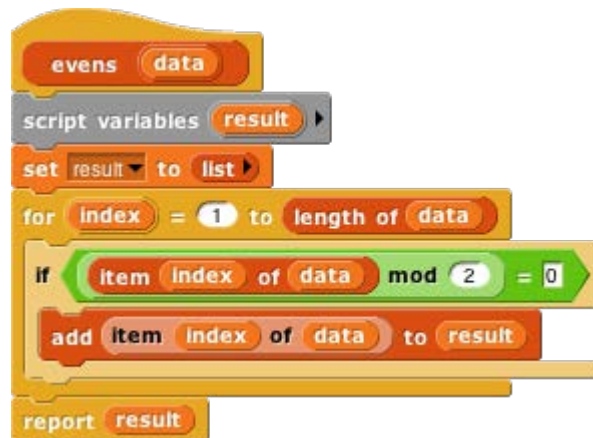 evens data
script variables result
set result to list
for index = 1 to length of data
if item index of data mod 2 = 0
add item index of data to result
report result